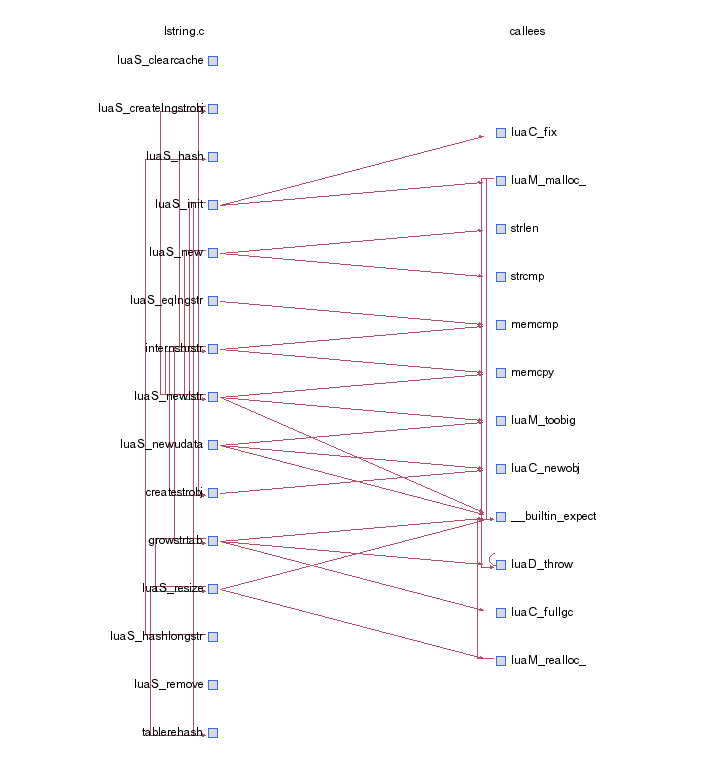 lstring.c
callees
luaS_clearcache
luaS_createlngstrobj
luaC_fix
luaS_hash
luaM_malloc_
luaS_init
strlen
luaS_new
strcmp
luaS_eqlngstr
memcmp
internshrstr
memcpy
luaS_newlstr
luaM_toobig
luaS_newudata
luaC_newobj
createstrobj
__builtin_expect
growstrtab
luaD_throw
luaS_resize
luaC_fullgc
luaS_hashlongstr
luaM_realloc_
luaS_remove
tablerehash